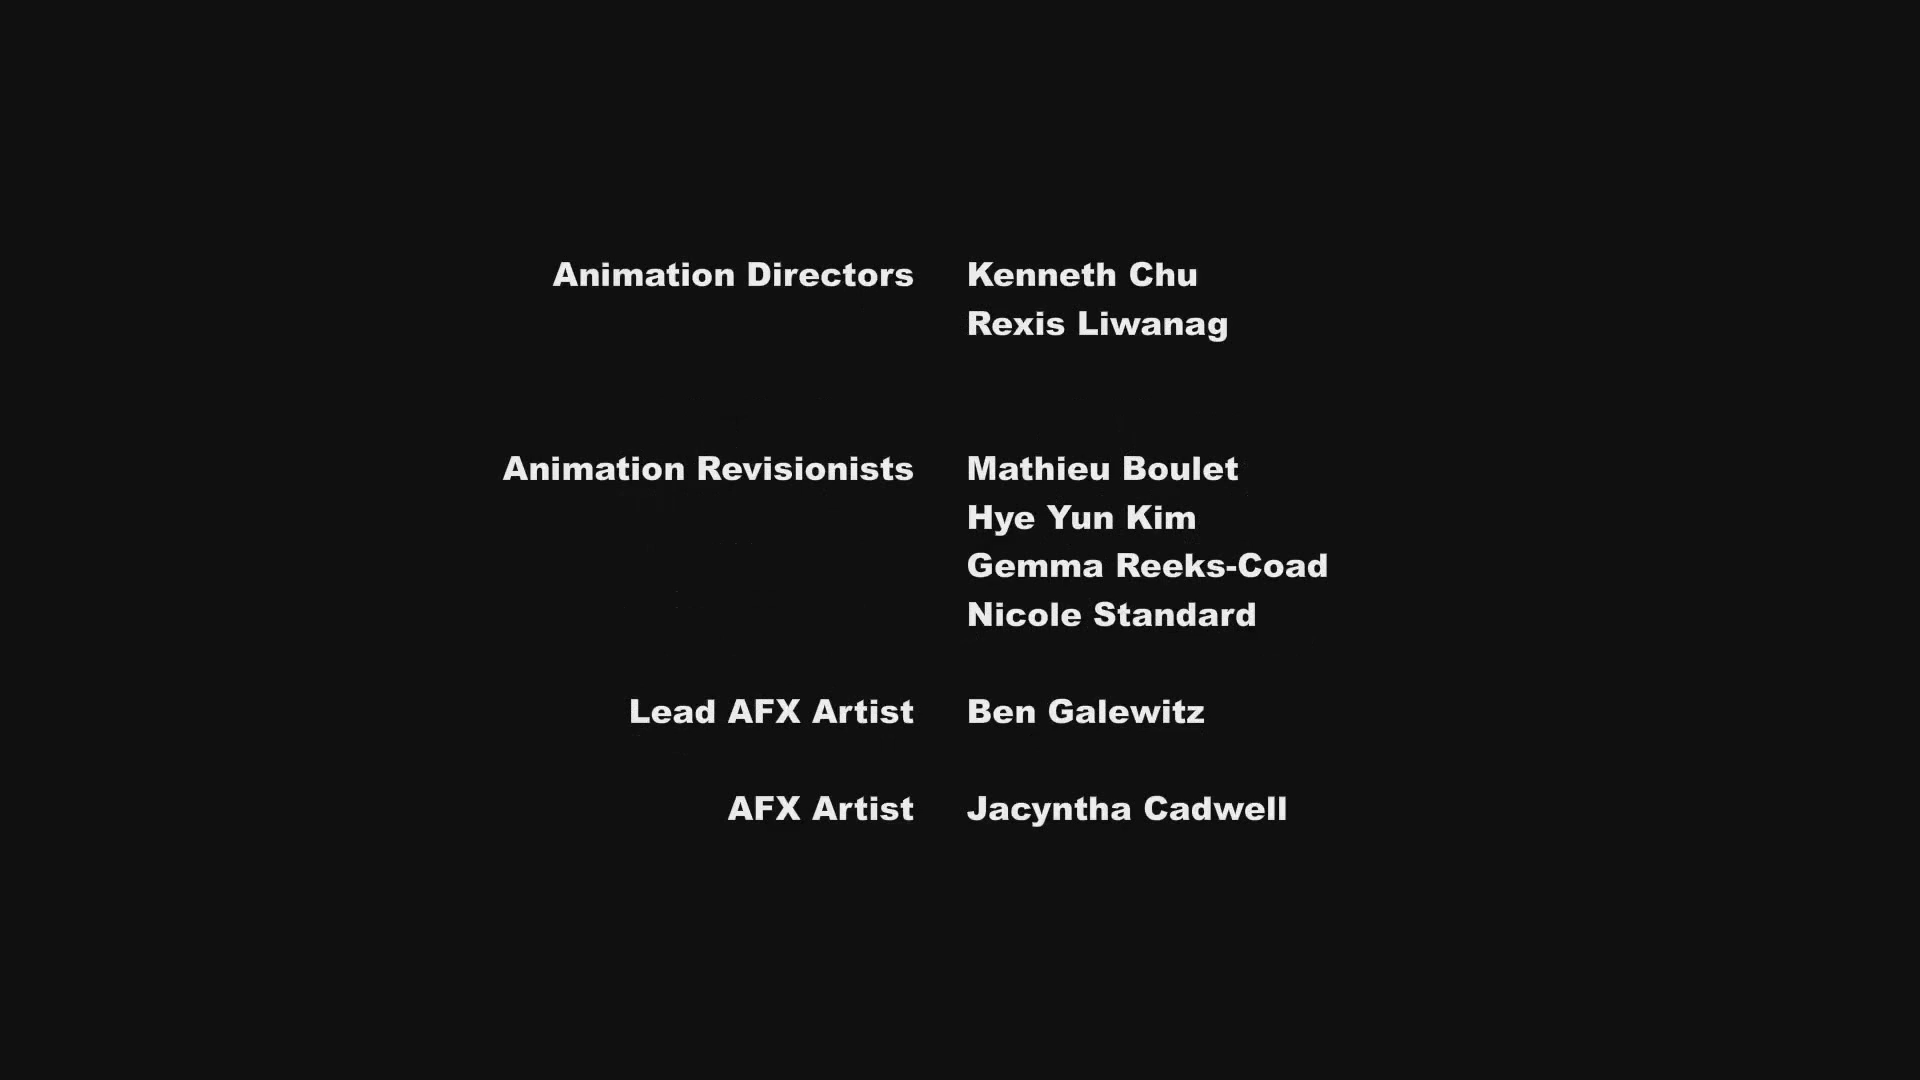 Animation Directors Kenneth Chu
Rexis Liwanag
Animation Revisionists Mathieu Boulet
Hye Yun Kim
Gemma Reeks-Coad
Nicole Standard
Lead AFX Artist Ben Galewitz
AFX Artist Jacyntha Cadwell